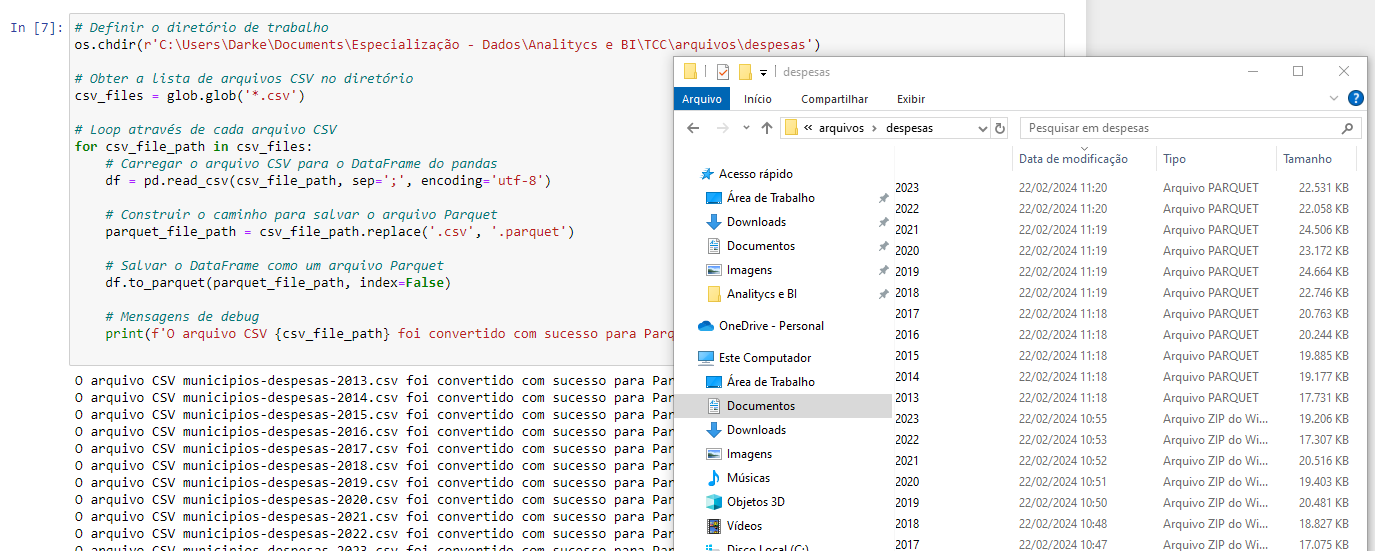 In [7]:
# Definir o diretório de trabalho
os.chdir(r'C:\Users\Darke\Documents\Especialização - Dados\Analitycs e BI\TCC\arquivos\despesas')
# Obter a lista de arquivos CSV no diretório
csv_files = glob.glob('*.csv')
# Loop através de cada arquivo CSV
for csv_file_path in csv_files:
# Carregar o arquivo CSV para o DataFrame do pandas
df = pd.read_csv(csv_file_path, sep=';', encoding='utf-8')
# Construir o caminho para salvar o arquivo Parquet
parquet_file_path = csv_file_path.replace('.csv', '.parquet')
# Salvar o DataFrame como um arquivo Parquet
df.to_parquet(parquet_file_path, index=False)
# Mensagens de debug
print(f'O arquivo CSV {csv_file_path} foi convertido com sucesso para Parq
O arquivo CSV municipios-despesas-2013.csv foi convertido com sucesso para Par
O arquivo CSV municipios-despesas-2014.csv foi convertido com sucesso para Par
O arquivo CSV municipios-despesas-2015.csv foi convertido com sucesso para Par
O arquivo CSV municipios-despesas-2016.csv foi convertido com sucesso para Par
O arquivo CSV municipios-despesas-2017.csv foi convertido com sucesso para Par
O arquivo CSV municipios-despesas-2018.csv foi convertido com sucesso para Par
O arquivo CSV municipios-despesas-2019.csv foi convertido com sucesso para Par
O arquivo CSV municipios-despesas-2020.csv foi convertido com sucesso para Par
O arquivo CSV municipios-despesas-2021.csv foi convertido com sucesso para Par
O arquivo CSV municipios-despesas-2022.csv foi convertido com sucesso para Par
O arquivo CSV municipios-despesas-2023.csv foi convertido com sucesso para Par
despesas
Arquivo Início Compartilhar Exibir
« arquivos > despesas
Pesquisar em despesas
Acesso rápido
Área de Trabalho
Downloads
Documentos
Imagens
Analitycs e BI
OneDrive - Personal
Este Computador
Área de Trabalho
Documentos
Downloads
Imagens
Músicas
Objetos 3D
Vídeos
Disco Local (C:)
Data de modificação Tipo Tamanho
2023 22/02/2024 11:20 Arquivo PARQUET 22.531 KB
2022 22/02/2024 11:20 Arquivo PARQUET 22.058 KB
2021 22/02/2024 11:19 Arquivo PARQUET 24.506 KB
2020 22/02/2024 11:19 Arquivo PARQUET 23.172 KB
2019 22/02/2024 11:19 Arquivo PARQUET 24.664 KB
2018 22/02/2024 11:19 Arquivo PARQUET 22.746 KB
2017 22/02/2024 11:18 Arquivo PARQUET 20.763 KB
2016 22/02/2024 11:18 Arquivo PARQUET 20.244 KB
2015 22/02/2024 11:18 Arquivo PARQUET 19.885 KB
2014 22/02/2024 11:18 Arquivo PARQUET 19.177 KB
2013 22/02/2024 11:18 Arquivo PARQUET 17.731 KB
2023 22/02/2024 10:55 Arquivo ZIP do Wi... 19.206 KB
2022 22/02/2024 10:53 Arquivo ZIP do Wi... 17.307 KB
2021 22/02/2024 10:52 Arquivo ZIP do Wi... 20.516 KB
2020 22/02/2024 10:51 Arquivo ZIP do Wi... 19.403 KB
2019 22/02/2024 10:50 Arquivo ZIP do Wi... 20.481 KB
2018 22/02/2024 10:48 Arquivo ZIP do Wi... 18.827 KB
2017 22/02/2024 10:47 Arquivo ZIP do Wi... 17.075 KB